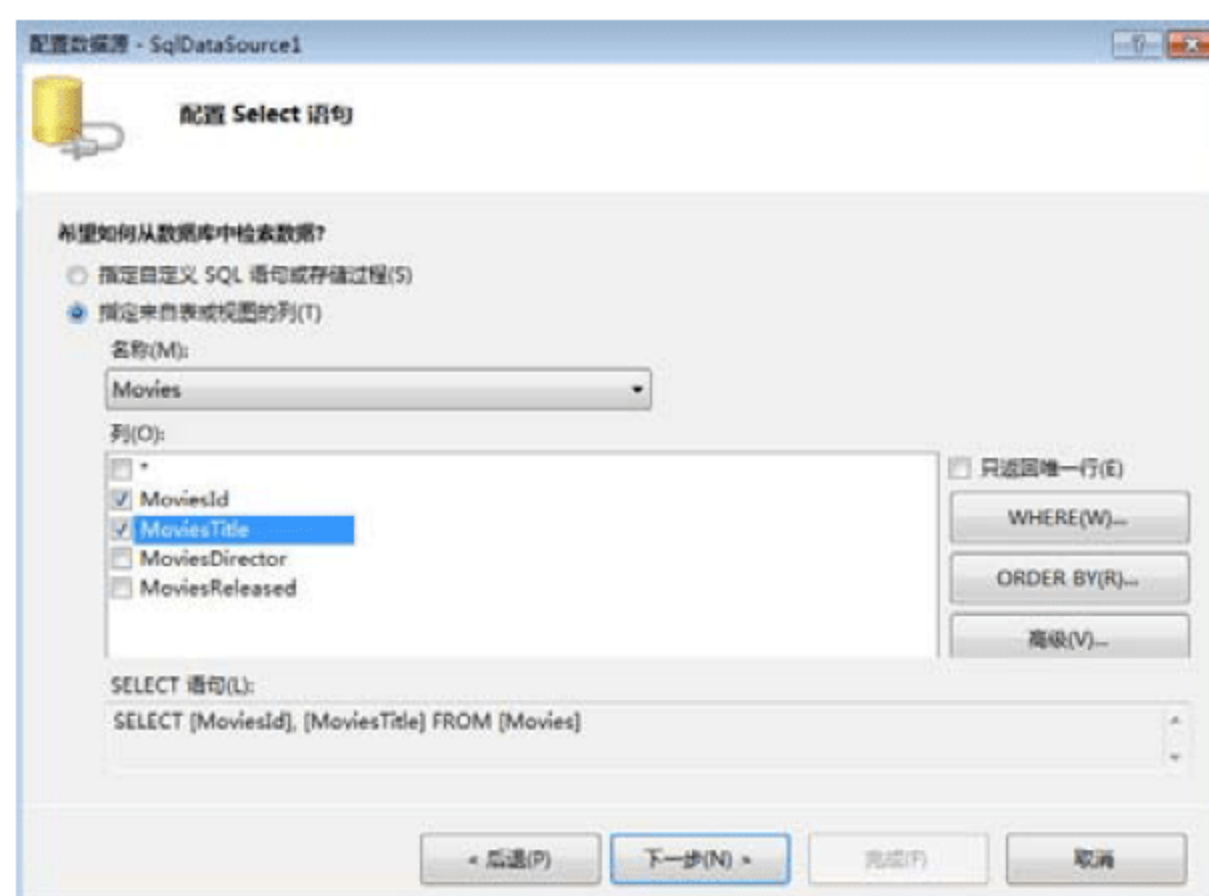 配置数据源 - SqlDataSource1
配置 Select 语句
希望如何从数据库中检索数据?
指定自定义 SQL 语句或存储过程(S)
指定来自表或视图的列(T)
名称(M):
Movies
列(O):
*
只返回唯一行(E)
MoviesId
WHERE(W)...
MoviesTitle
MoviesDirector
ORDER BY(R)...
MoviesReleased
高级(V)...
SELECT 语句(L):
SELECT [MoviesId], [MoviesTitle] FROM [Movies]
< 后退(P)
下一步(N) >
完成(F)
取消